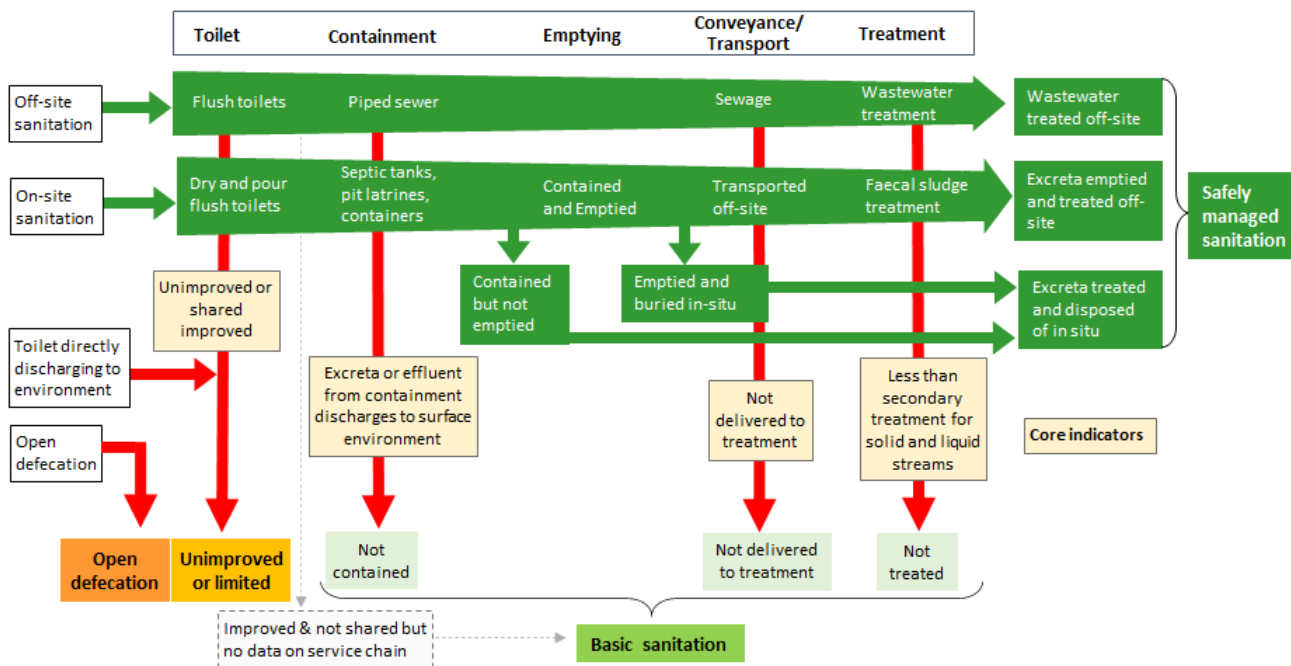 Toilet
Containment
Emptying
Conveyance/
Transport
Treatment
Off-site
sanitation
Flush toilets
Piped sewer
Sewage
Wastewater
treatment
Wastewater
treated off-site
On-site
sanitation
Dry and pour
flush toilets
Septic tanks,
pit latrines,
containers
Contained
and Emptied
Transported
off-site
Faecal sludge
treatment
Excreta emptied
and treated off-
site
Safely
managed
sanitation
Unimproved or
shared
improved
Contained
but not
emptied
Emptied and
buried in-situ
Excreta treated
and disposed
of in situ
Toilet directly
discharging to
environment
Excreta or effluent
from containment
discharges to surface
environment
Not
delivered to
treatment
Less than
secondary
treatment for
solid and liquid
streams
Core indicators
Open
defecation
Open
defecation
Unimproved
or limited
Not
contained
Not delivered
to treatment
Not
treated
Improved & not shared but
no data on service chain
Basic sanitation